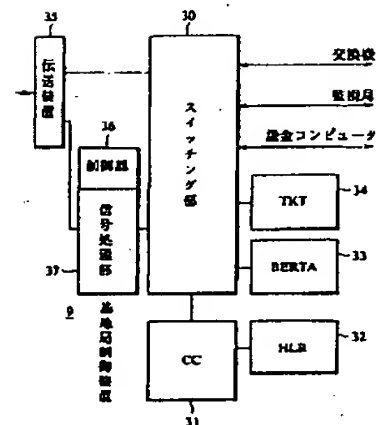 35
30
伝送装置
交換機
監視局
課金コンピュータ
36
制御器
スイッチング部
34
TKT
信号処理部
33
BERTA
37
9
基地局制御装置
CC
HLR
32
31